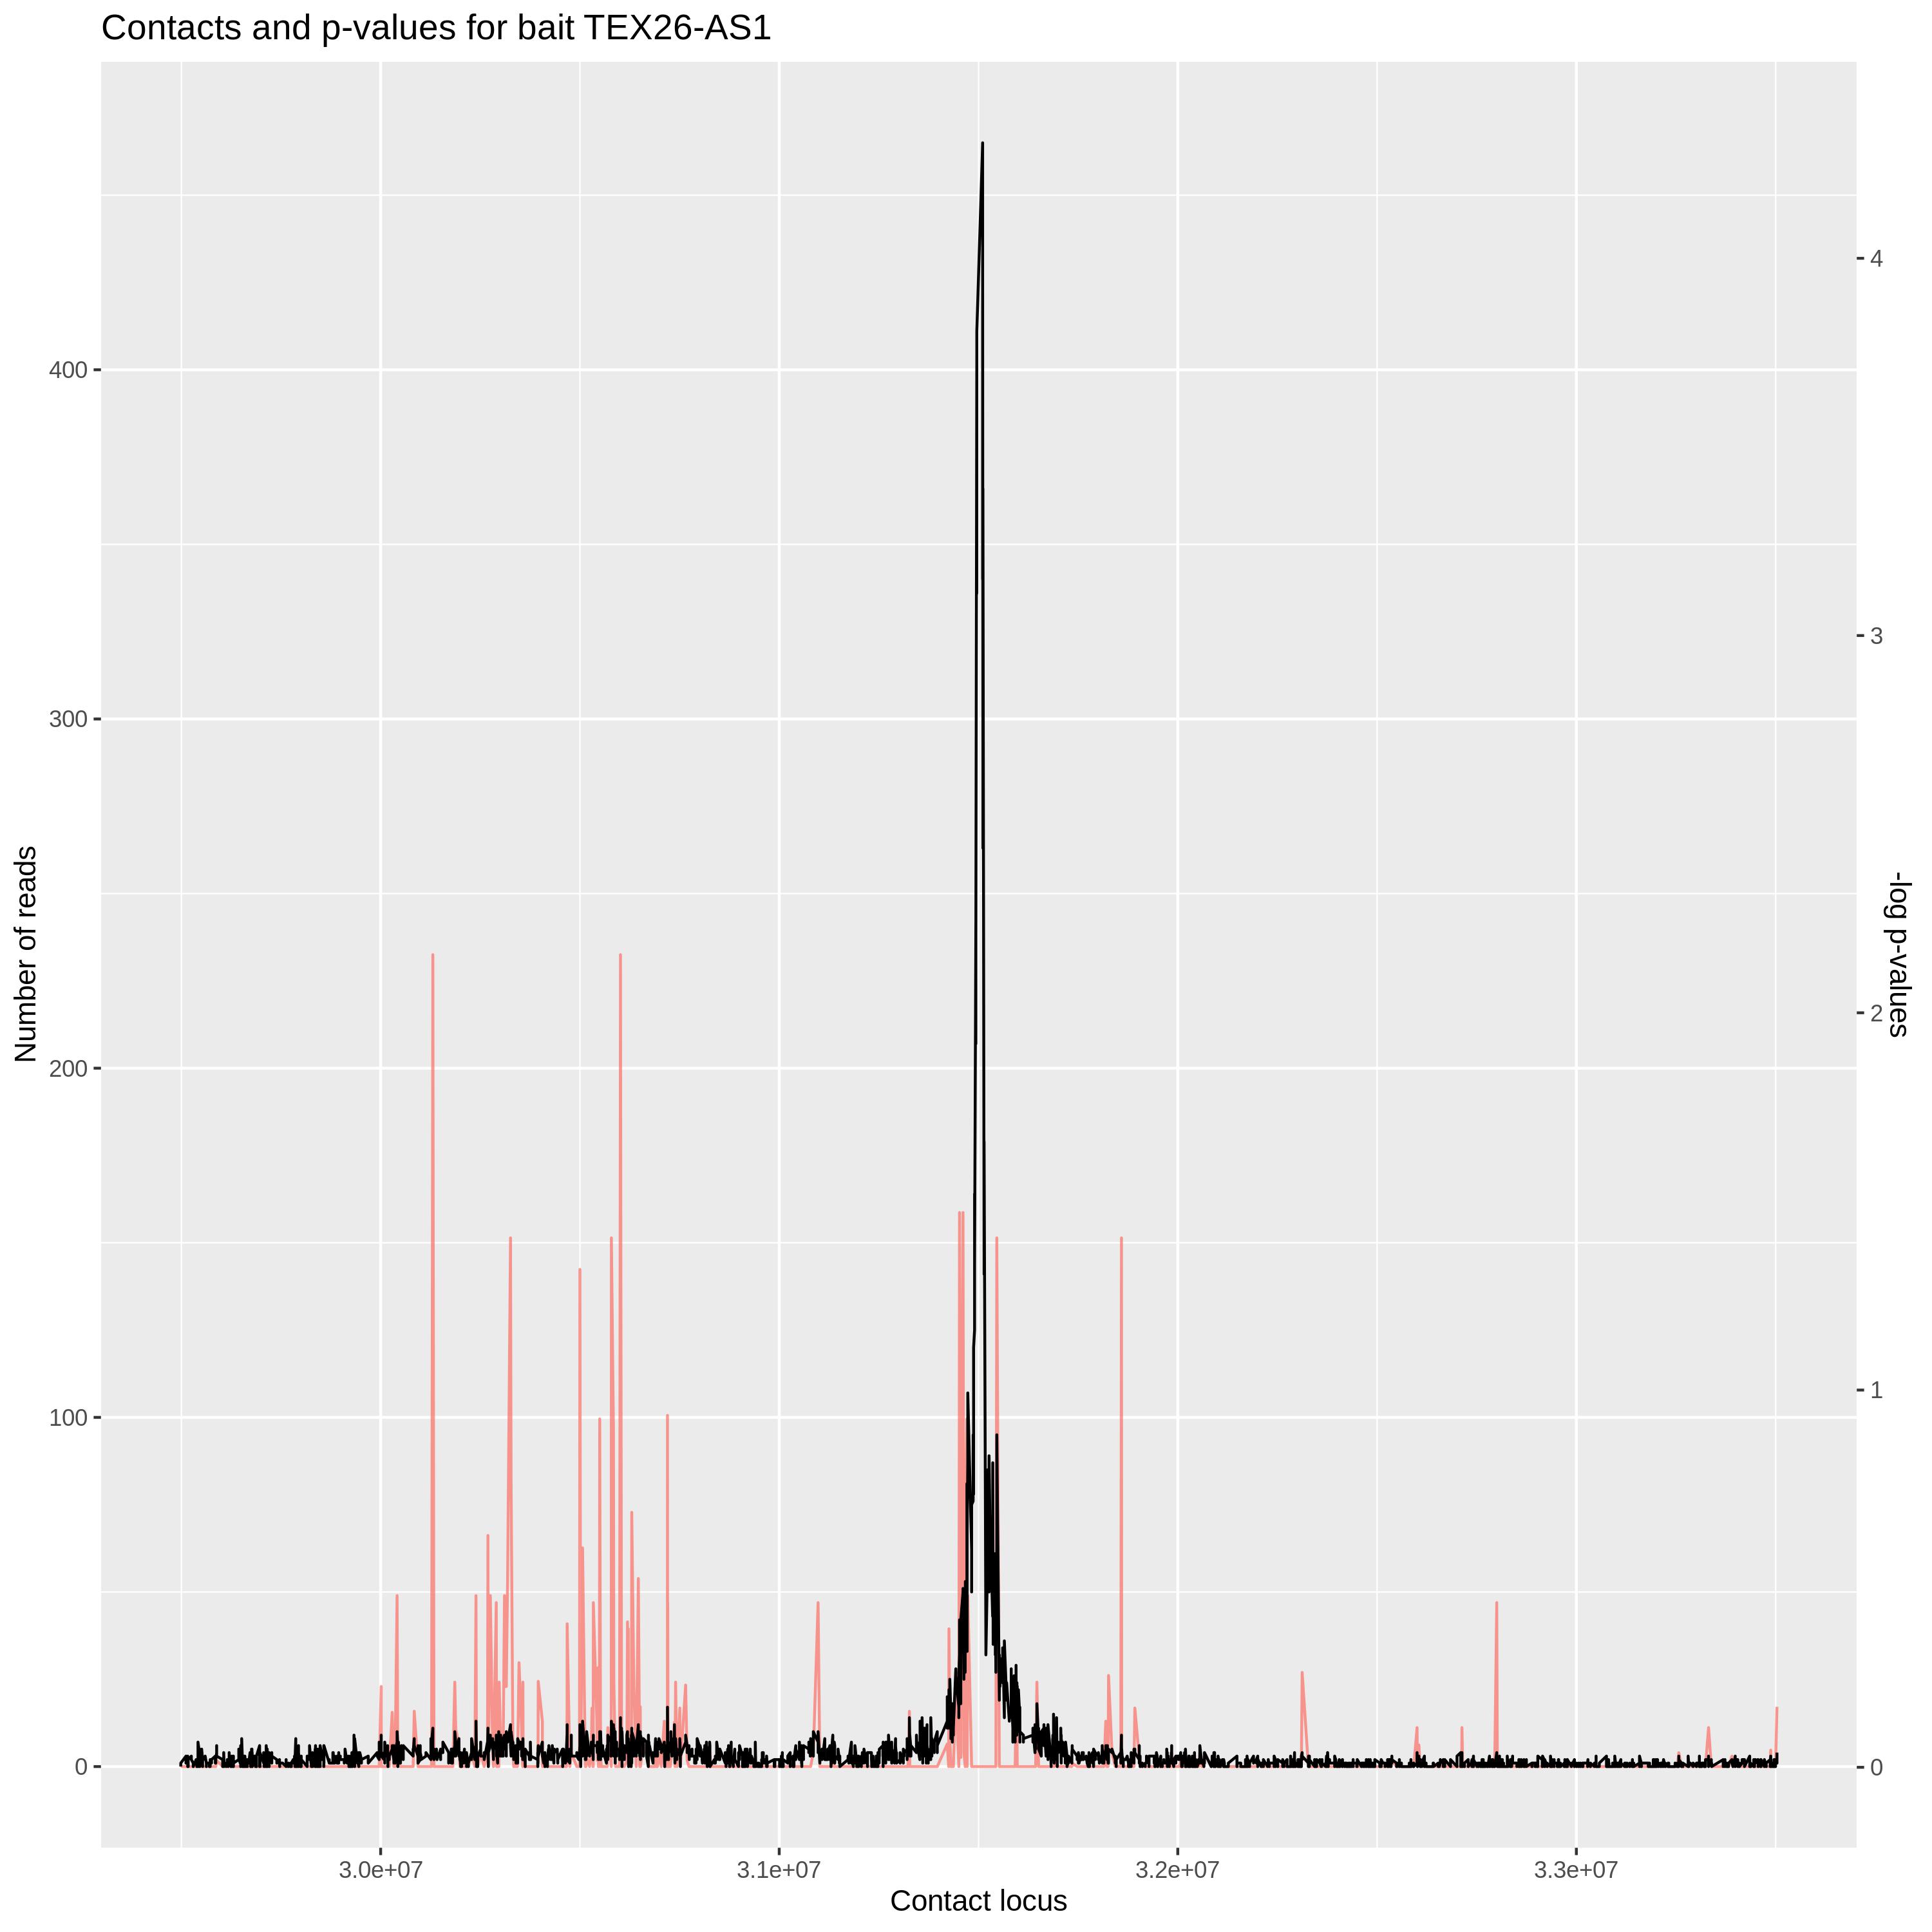 Contacts and p-values for bait TEX26-AS1
Number of reads
400
300
200
100
0
4
3
2
1
0
-log p-values
3.0e+07
3.1e+07
3.2e+07
3.3e+07
Contact locus